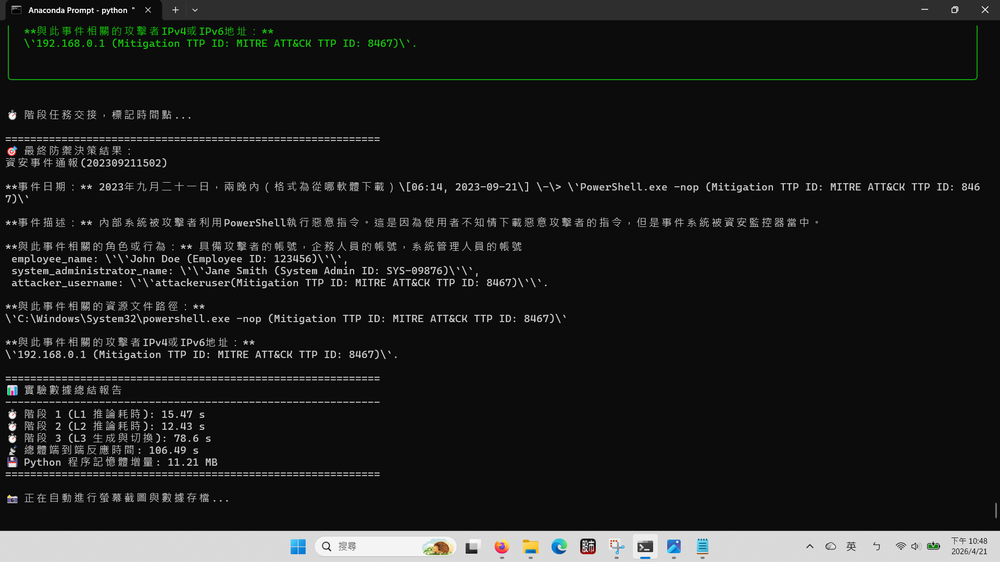 Anaconda Prompt - python  "
**與此事件相關的攻擊者IPv4或IPv6地址：**
\`192.168.0.1 (Mitigation TTP ID: MITRE ATT&CK TTP ID: 8467)\`.
階段任務交接，標記時間點...
============================================================
最終防禦決策結果：
資安事件通報(202309211502)
**事件日期：** 2023年九月二十一日，兩晚內（格式為從哪軟體下載）\[06:14, 2023-09-21\] \-\> \`PowerShell.exe -nop (Mitigation TTP ID: MITRE ATT&CK TTP ID: 846
7)\`
**事件描述：** 內部系統被攻擊者利用PowerShell執行惡意指令。這是因為使用者不知情下載惡意攻擊者的指令，但是事件系統被資安監控器當中。
**與此事件相關的角色或行為：** 具備攻擊者的帳號，企務人員的帳號，系統管理人員的帳號
employee_name: \`\`John Doe (Employee ID: 123456)\`\`,
system_administrator_name: \`\`Jane Smith (System Admin ID: SYS-09876)\`\`,
attacker_username: \`\`attackeruser(Mitigation TTP ID: MITRE ATT&CK TTP ID: 8467)\`\`.
**與此事件相關的資源文件路徑：**
\`C:\Windows\System32\powershell.exe -nop (Mitigation TTP ID: MITRE ATT&CK TTP ID: 8467)\`
**與此事件相關的攻擊者IPv4或IPv6地址：**
\`192.168.0.1 (Mitigation TTP ID: MITRE ATT&CK TTP ID: 8467)\`.
============================================================
實驗數據總結報告
------------------------------------------------------------
階段 1 (L1 推論耗時): 15.47 s
階段 2 (L2 推論耗時): 12.43 s
階段 3 (L3 生成與切換): 78.6 s
總體端到端反應時間: 106.49 s
Python 程序記憶體增量: 11.21 MB
============================================================
正在自動進行螢幕截圖與數據存檔...
搜尋
股市
英
ㄣ
下午 10:48
2026/4/21